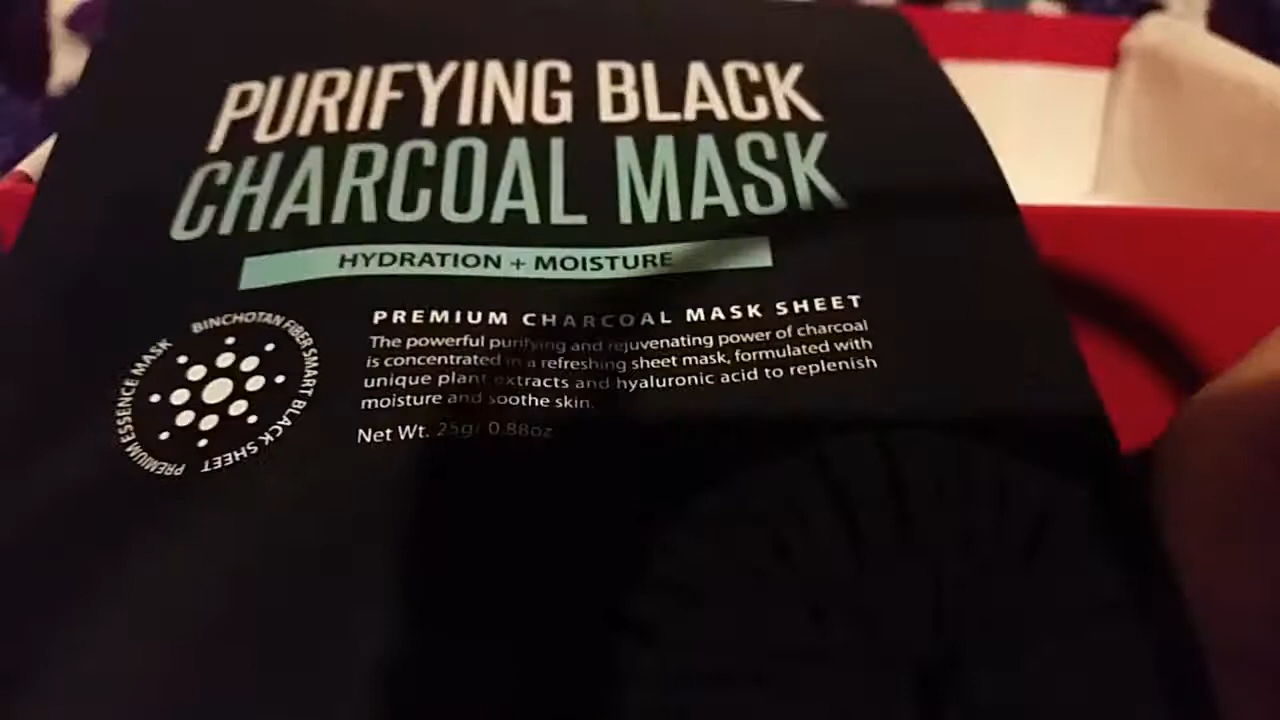 PURIFYING BLACK
CHARCOAL MASK
HYDRATION + MOISTURE
PREMIUM CHARCOAL MASK SHEET
The powerful purifying and rejuvenating power of charcoal
is concentrated in a refreshing sheet mask, formulated with
unique plant extracts and hyaluronic acid to replenish
moisture and soothe skin.
Net Wt. 25g/ 0.88oz
BINCHOTAN FIBER SMART BLACK SHEET
PREMIUM ESSENCE MASK